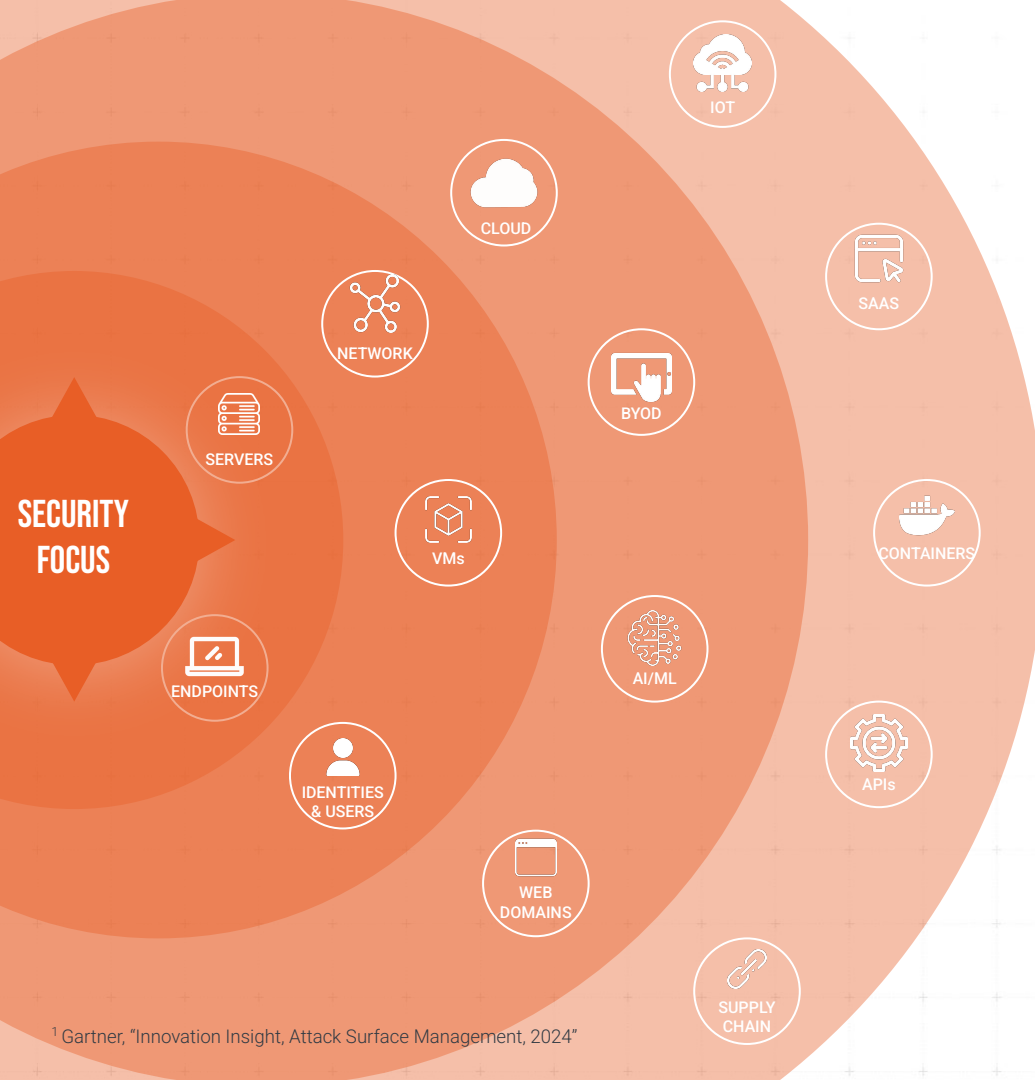 IOT
CLOUD
SAAS
NETWORK
BYOD
SERVERS
SECURITY
FOCUS
VMs
CONTAINERS
AI/ML
ENDPOINTS
IDENTITIES
& USERS
APIs
WEB
DOMAINS
SUPPLY
CHAIN
¹ Gartner, “Innovation Insight, Attack Surface Management, 2024”